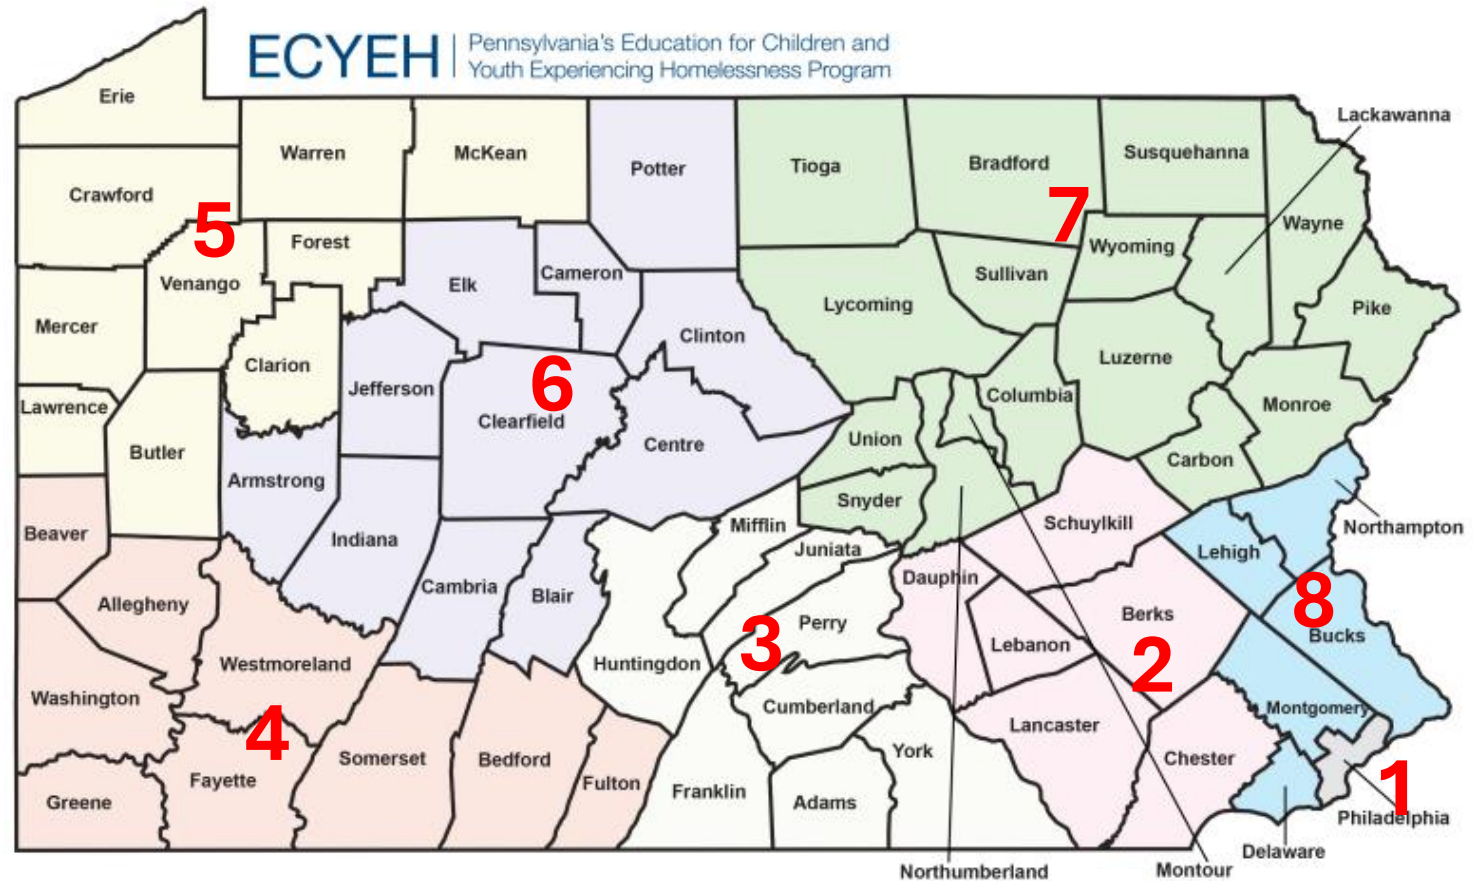 ECYEH
Pennsylvania's Education for Children and
Youth Experiencing Homelessness Program
Erie
Lackawanna
Warren
McKean
Potter
Tioga
Bradford
Susquehanna
Crawford
5
7
Wayne
Forest
Wyoming
Venango
Elk
Cameron
Sullivan
Mercer
Clinton
Lycoming
Pike
Clarion
Luzerne
6
Jefferson
Lawrence
Clearfield
Columbia
Monroe
Butler
Centre
Union
Carbon
Armstrong
Snyder
Beaver
Indiana
Mifflin
Juniata
Schuylkill
Northampton
Lehigh
Allegheny
Cambria
Blair
Dauphin
8
Perry
Berks
Bucks
3
Westmoreland
Huntingdon
Lebanon
2
Washington
Cumberland
Montgomery
4
Lancaster
Somerset
Bedford
York
Chester
Fayette
Fulton
Franklin
Greene
Adams
1
Philadelphia
Delaware
Northumberland
Montour